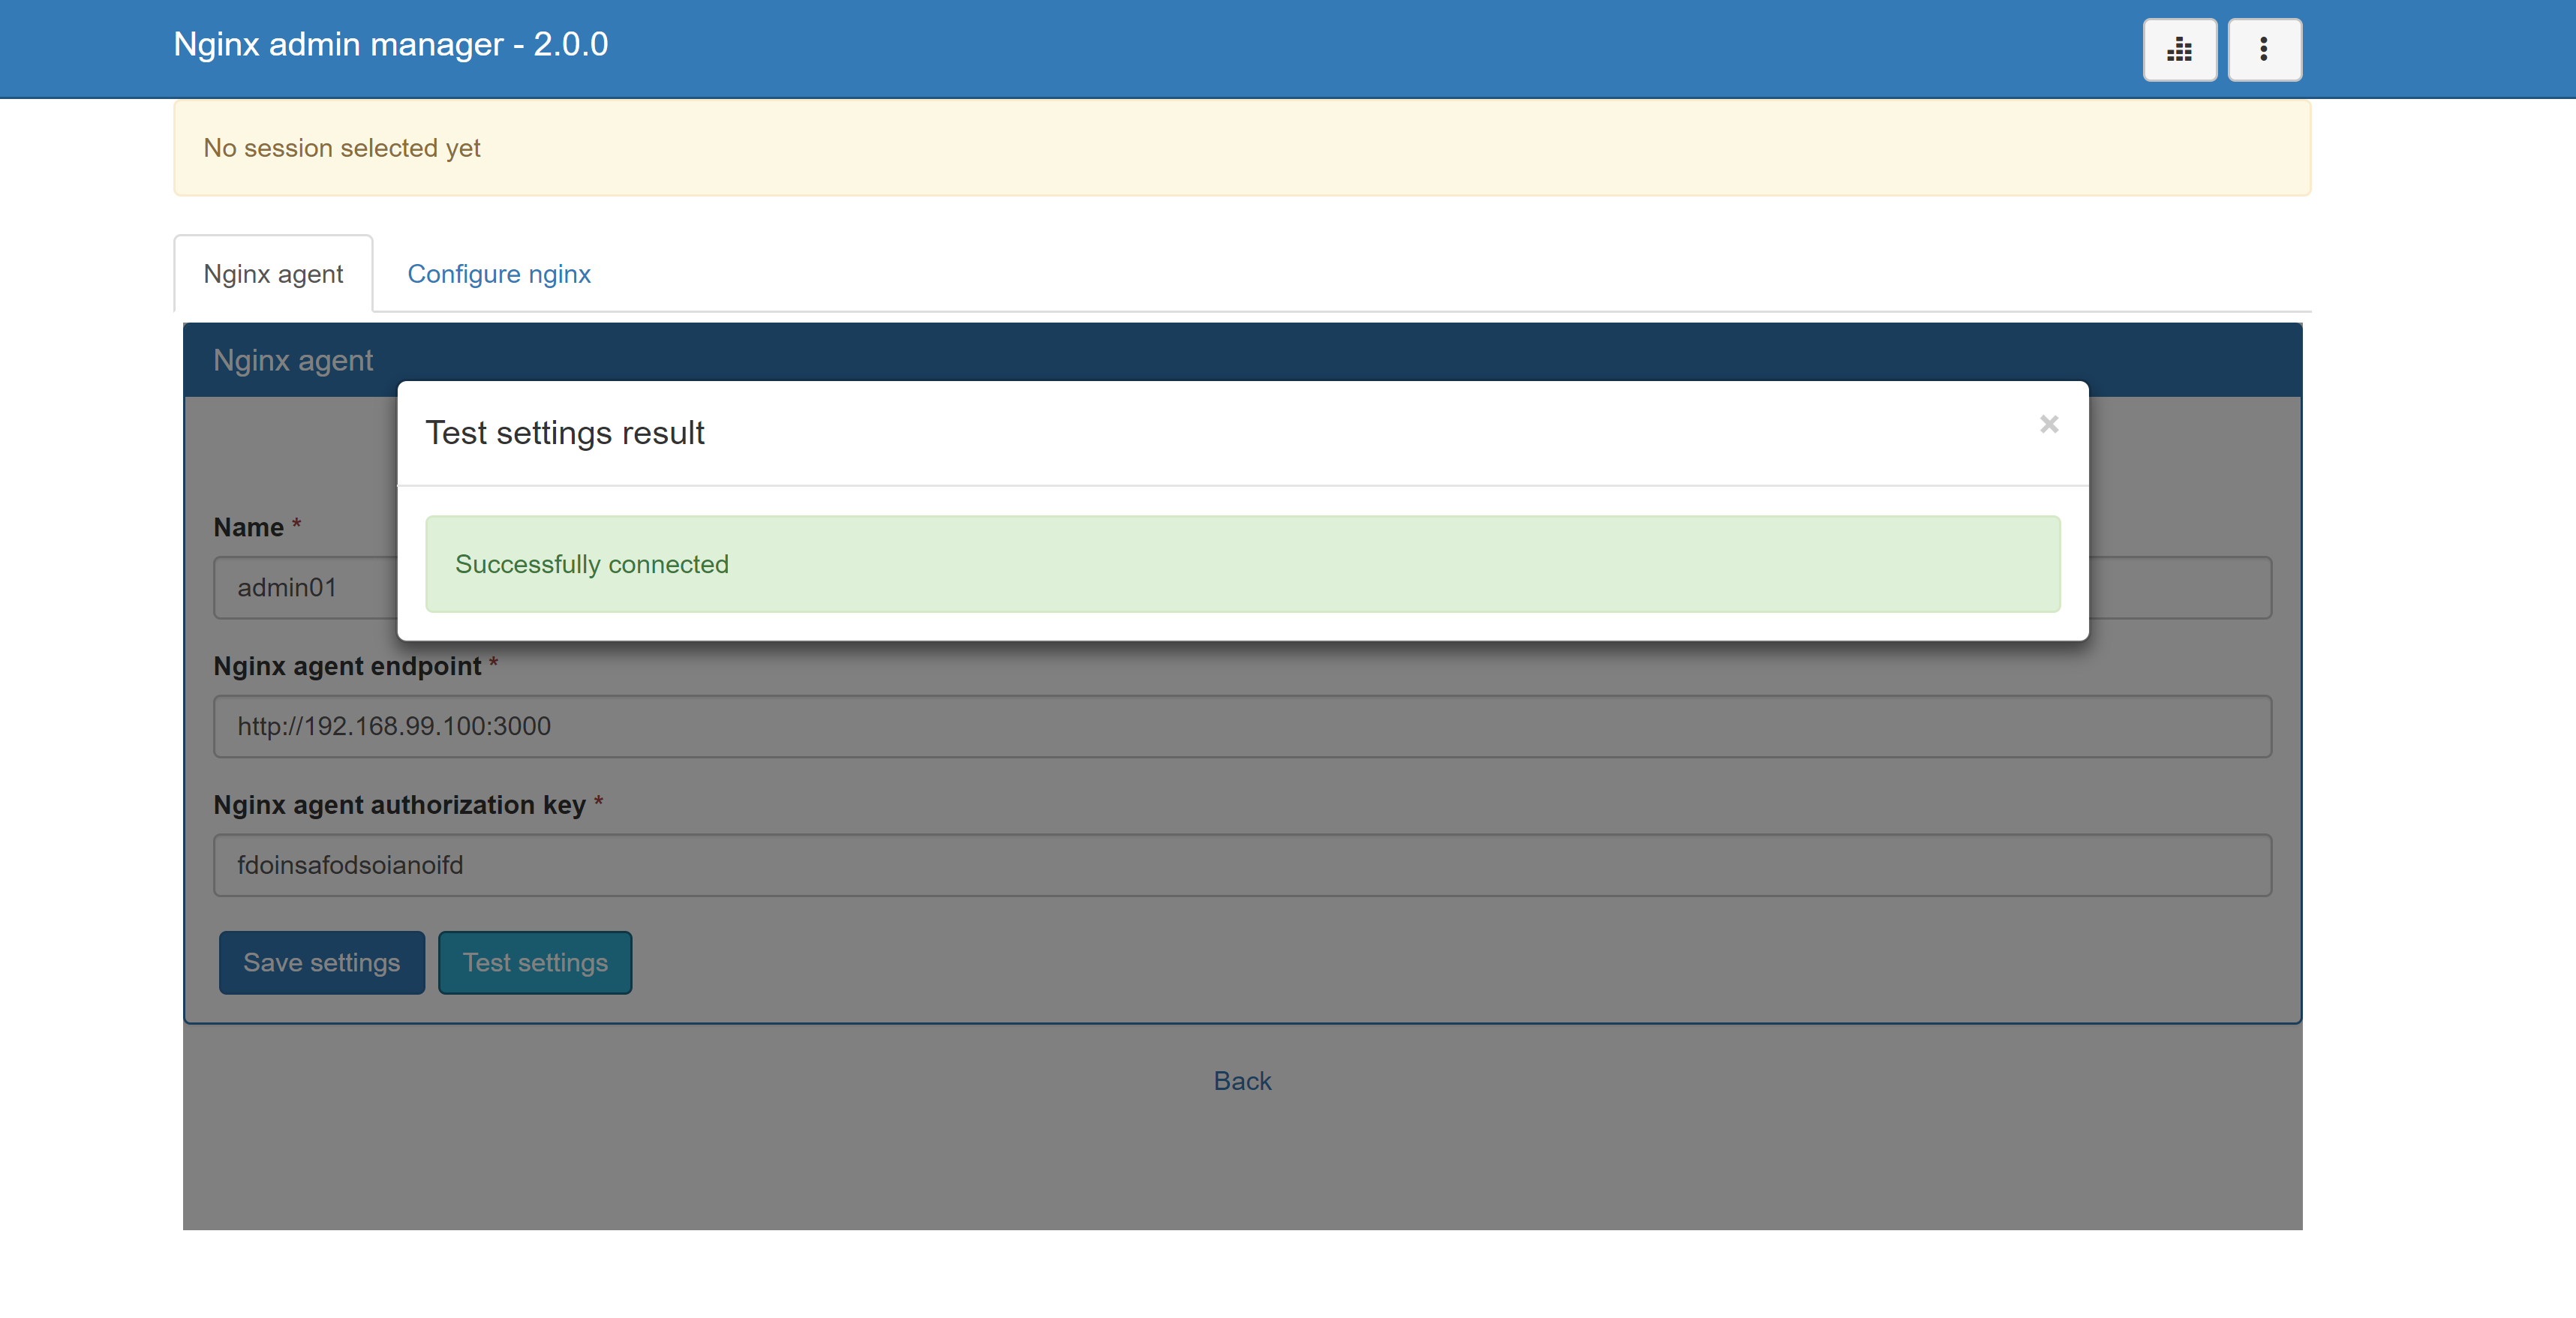 Nginx admin manager - 2.0.0
No session selected yet
Nginx agent
Configure nginx
Nginx agent
Test settings result
×
Successfully connected
Name *
admin01
Nginx agent endpoint *
http://192.168.99.100:3000
Nginx agent authorization key *
fdoinsafodsoianoifd
Save settings
Test settings
Back